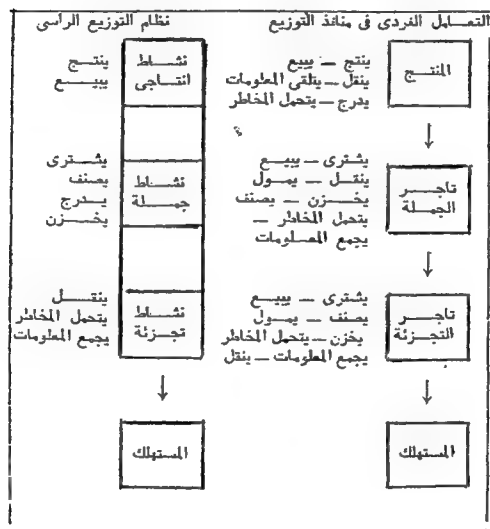 التعامل الفردى فى منافذ التوزيع
المنتج
ينتج — يبيع
ينقل — يتلقى المعلومات
يدرج — يتحمل المخاطر
تاجر
الجملة
يشترى — يبيع
ينتقل — يمول
يخزن — يصنف
يتحمل المخاطر —
يجمع المعلومات
تاجر
التجزئة
يشترى — يبيع
يصنف — يمول
يخزن — يتحمل المخاطر
يجمع المعلومات — ينقل
المستهلك
نظام التوزيع الرأسى
نشاط
انتاجى
ينتج
يبيع
نشاط
جملة
يشترى
يصنف
يدرج
يخزن
نشاط
تجزئة
ينتقل
يتحمل المخاطر
يجمع المعلومات
المستهلك